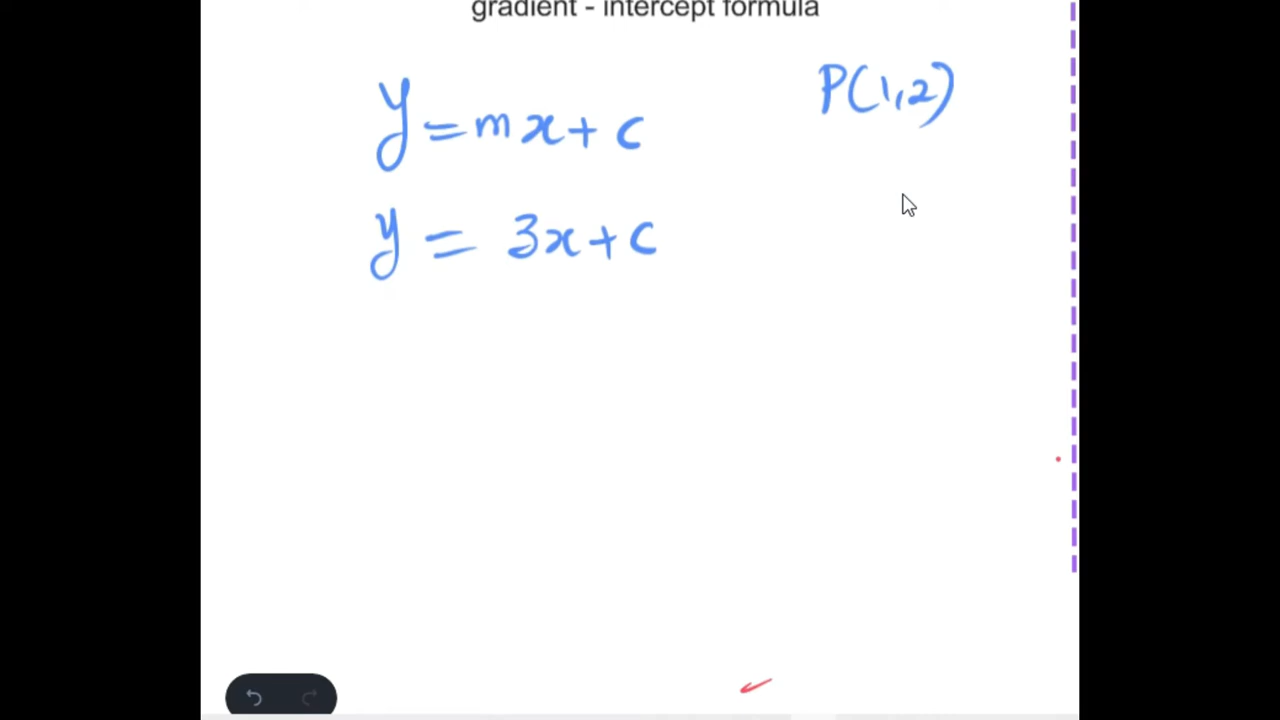 gradient - intercept formula
y = mx + c
P(1,2)
y = 3x + c